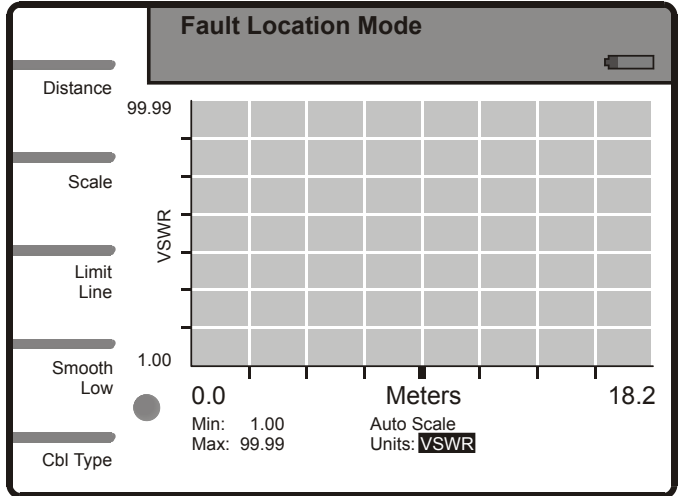 Fault Location Mode
Distance
Scale
Limit
Line
Smooth
Low
Cbl Type
99.99
VSWR
1.00
0.0 Meters 18.2
Min: 1.00 Auto Scale
Max: 99.99 Units: VSWR